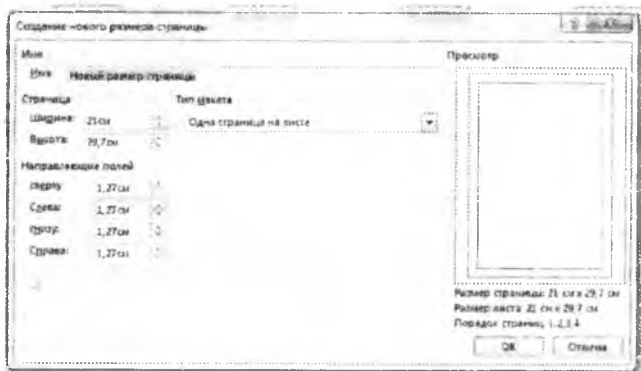 Создание нового размера страницы
Имя
Имя: Новый размер страницы
Страница
Ширина: 21 см
Высота: 29,7 см
Тип макета
Одна страница на листе
Направляющие полей
сверху: 1,27 см
Слева: 1,27 см
снизу: 1,27 см
Справа: 1,27 см
Просмотр
Размер страницы: 21 см x 29,7 см
Размер листа: 21 см x 29,7 см
Порядок страниц: 1,2,3,4
OK
Отмена